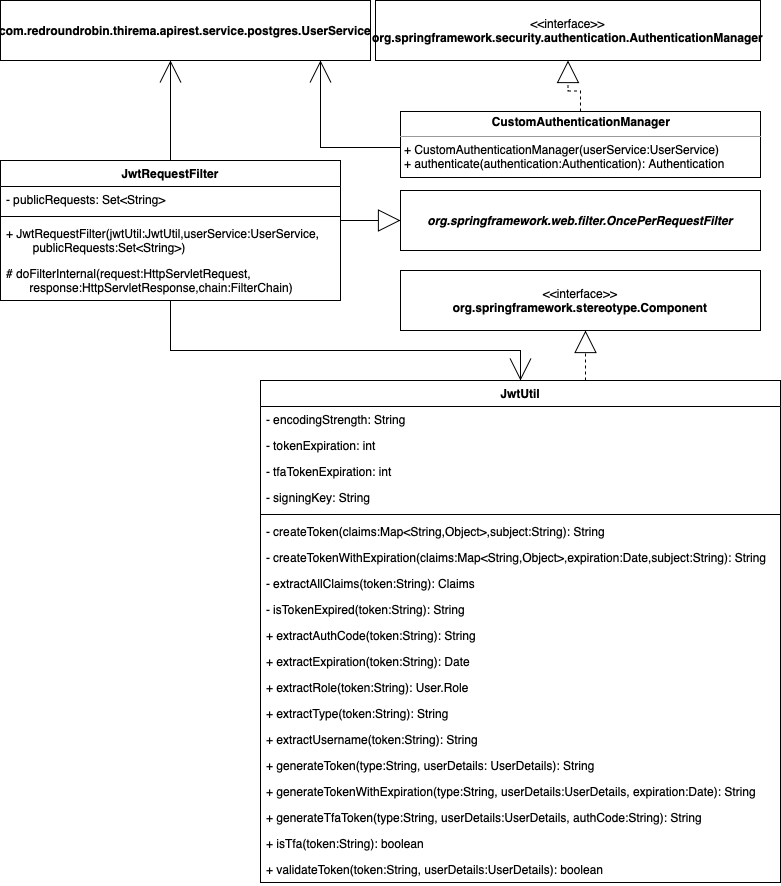 com.redroundrobin.thirema.apirest.service.postgres.UserService
<<interface>>
org.springframework.security.authentication.AuthenticationManager
CustomAuthenticationManager
+ CustomAuthenticationManager(userService:UserService)
+ authenticate(authentication:Authentication): Authentication
JwtRequestFilter
- publicRequests: Set<String>
+ JwtRequestFilter(jwtUtil:JwtUtil,userService:UserService,
publicRequests:Set<String>)
# doFilterInternal(request:HttpServletRequest,
response:HttpServletResponse,chain:FilterChain)
org.springframework.web.filter.OncePerRequestFilter
<<interface>>
org.springframework.stereotype.Component
JwtUtil
- encodingStrength: String
- tokenExpiration: int
- tfaTokenExpiration: int
- signingKey: String
- createToken(claims:Map<String,Object>,subject:String): String
- createTokenWithExpiration(claims:Map<String,Object>,expiration:Date,subject:String): String
- extractAllClaims(token:String): Claims
- isTokenExpired(token:String): String
+ extractAuthCode(token:String): String
+ extractExpiration(token:String): Date
+ extractRole(token:String): User.Role
+ extractType(token:String): String
+ extractUsername(token:String): String
+ generateToken(type:String, userDetails: UserDetails): String
+ generateTokenWithExpiration(type:String, userDetails:UserDetails, expiration:Date): String
+ generateTfaToken(type:String, userDetails:UserDetails, authCode:String): String
+ isTfa(token:String): boolean
+ validateToken(token:String, userDetails:UserDetails): boolean